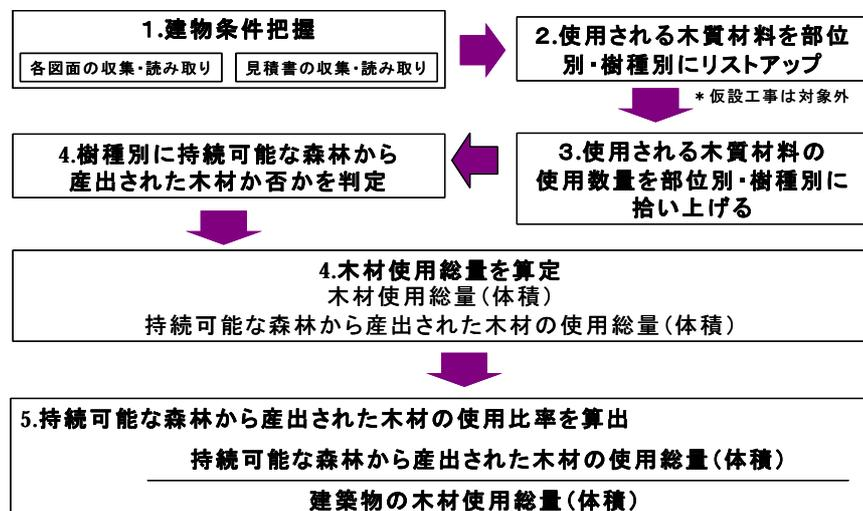 1.建物条件把握
各図面の収集・読み取り
見積書の収集・読み取り
2.使用される木質材料を部位
別・樹種別にリストアップ
*仮設工事は対象外
3.使用される木質材料の
使用数量を部位別・樹種別に
拾い上げる
4.樹種別に持続可能な森林から
産出された木材か否かを判定
4.木材使用総量を算定
木材使用総量(体積)
持続可能な森林から産出された木材の使用総量(体積)
5.持続可能な森林から産出された木材の使用比率を算出
持続可能な森林から産出された木材の使用総量(体積)
建築物の木材使用総量(体積)